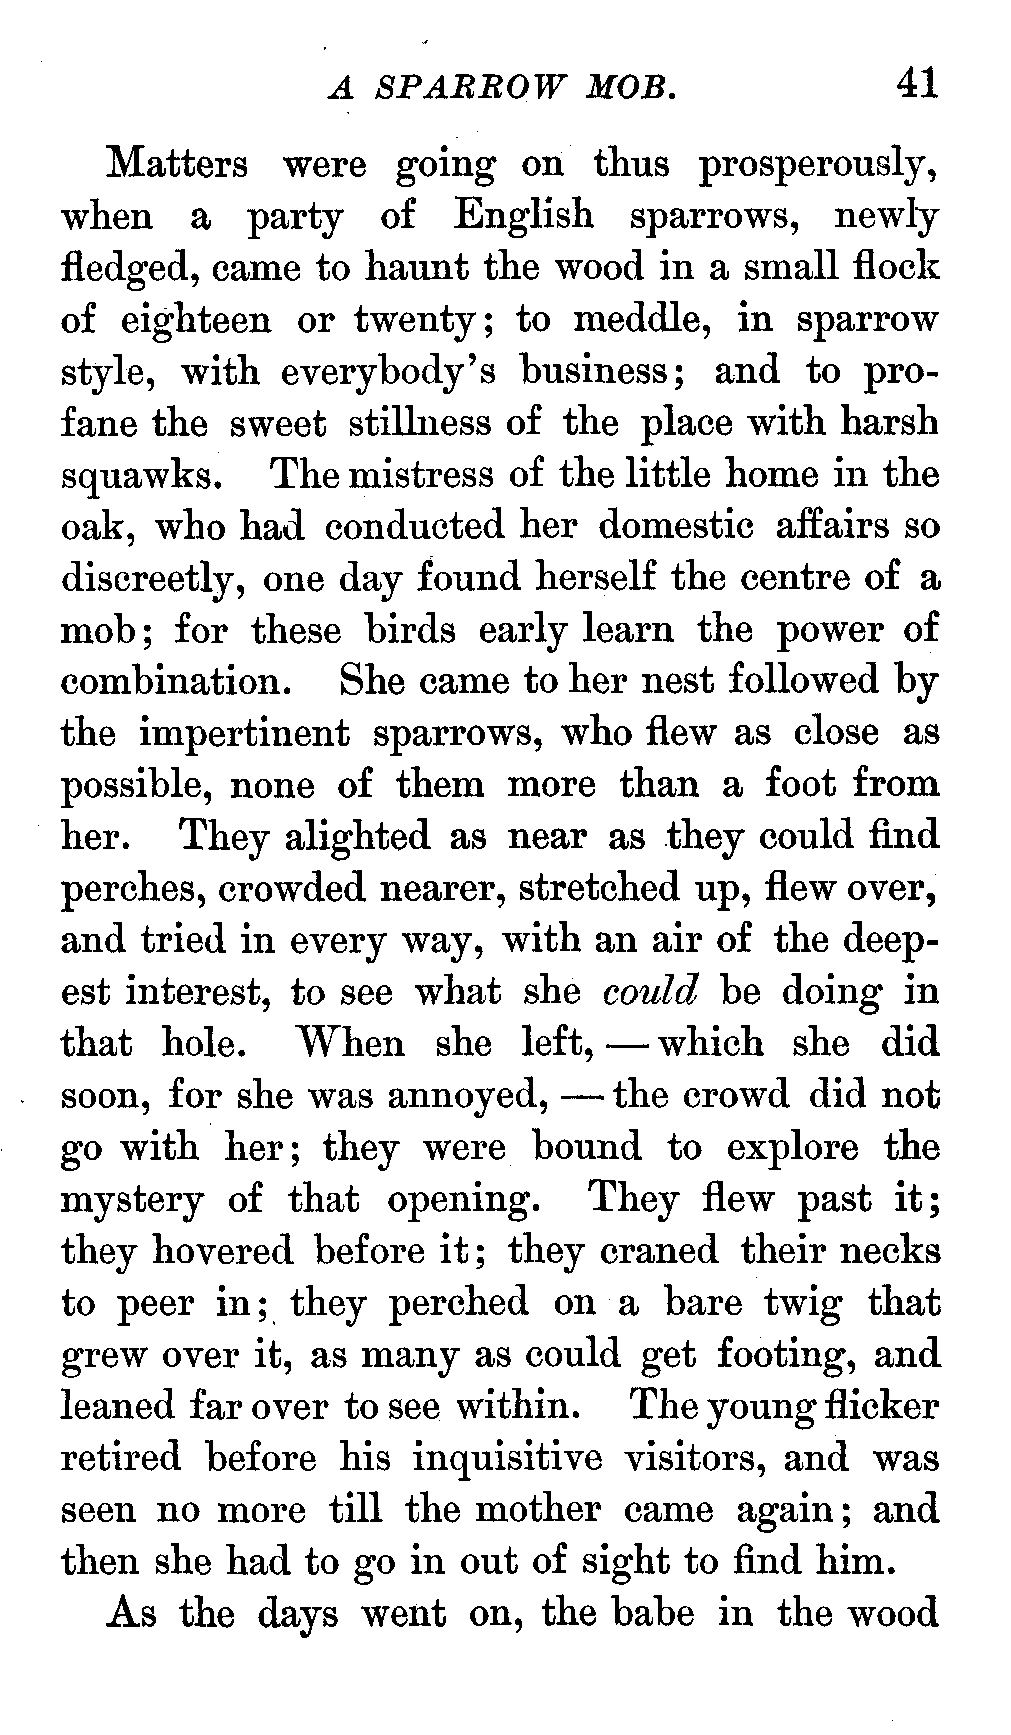 A SPARROW MOB. 41
Matters were going on thus prosperously,
when a party of English sparrows, newly
fledged, came to haunt the wood in a small flock
of eighteen or twenty; to meddle, in sparrow
style, with everybody's business; and to pro-
fane the sweet stillness of the place with harsh
squawks. The mistress of the little home in the
oak, who had conducted her domestic affairs so
discreetly, one day found herself the centre of a
mob; for these birds early learn the power of
combination. She came to her nest followed by
the impertinent sparrows, who flew as close as
possible, none of them more than a foot from
her. They alighted as near as they could find
perches, crowded nearer, stretched up, flew over,
and tried in every way, with an air of the deep-
est interest, to see what she could be doing in
that hole. When she left, — which she did
soon, for she was annoyed, — the crowd did not
go with her; they were bound to explore the
mystery of that opening. They flew past it;
they hovered before it; they craned their necks
to peer in; they perched on a bare twig that
grew over it, as many as could get footing, and
leaned far over to see within. The young flicker
retired before his inquisitive visitors, and was
seen no more till the mother came again; and
then she had to go in out of sight to find him.
As the days went on, the babe in the wood